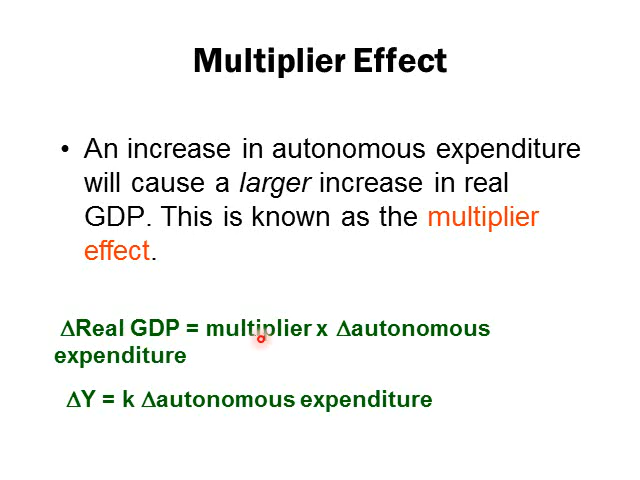 Multiplier Effect
• An increase in autonomous expenditure
will cause a larger increase in real
GDP. This is known as the multiplier
effect.
∆Real GDP = multiplier x ∆autonomous
expenditure
∆Y = k ∆autonomous expenditure